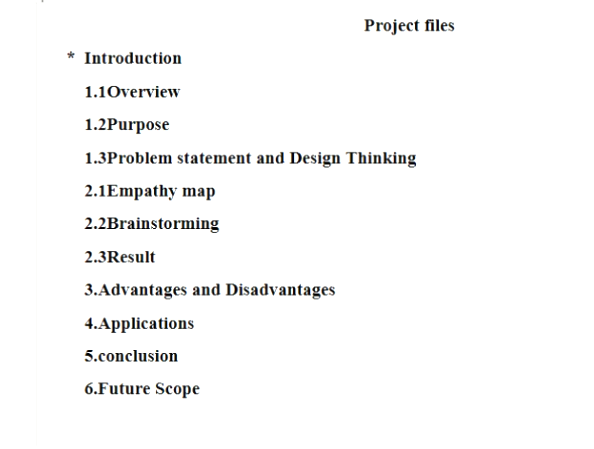 Project files
* Introduction
1.1Overview
1.2Purpose
1.3Problem statement and Design Thinking
2.1Empathy map
2.2Brainstorming
2.3Result
3.Advantages and Disadvantages
4.Applications
5.conclusion
6.Future Scope